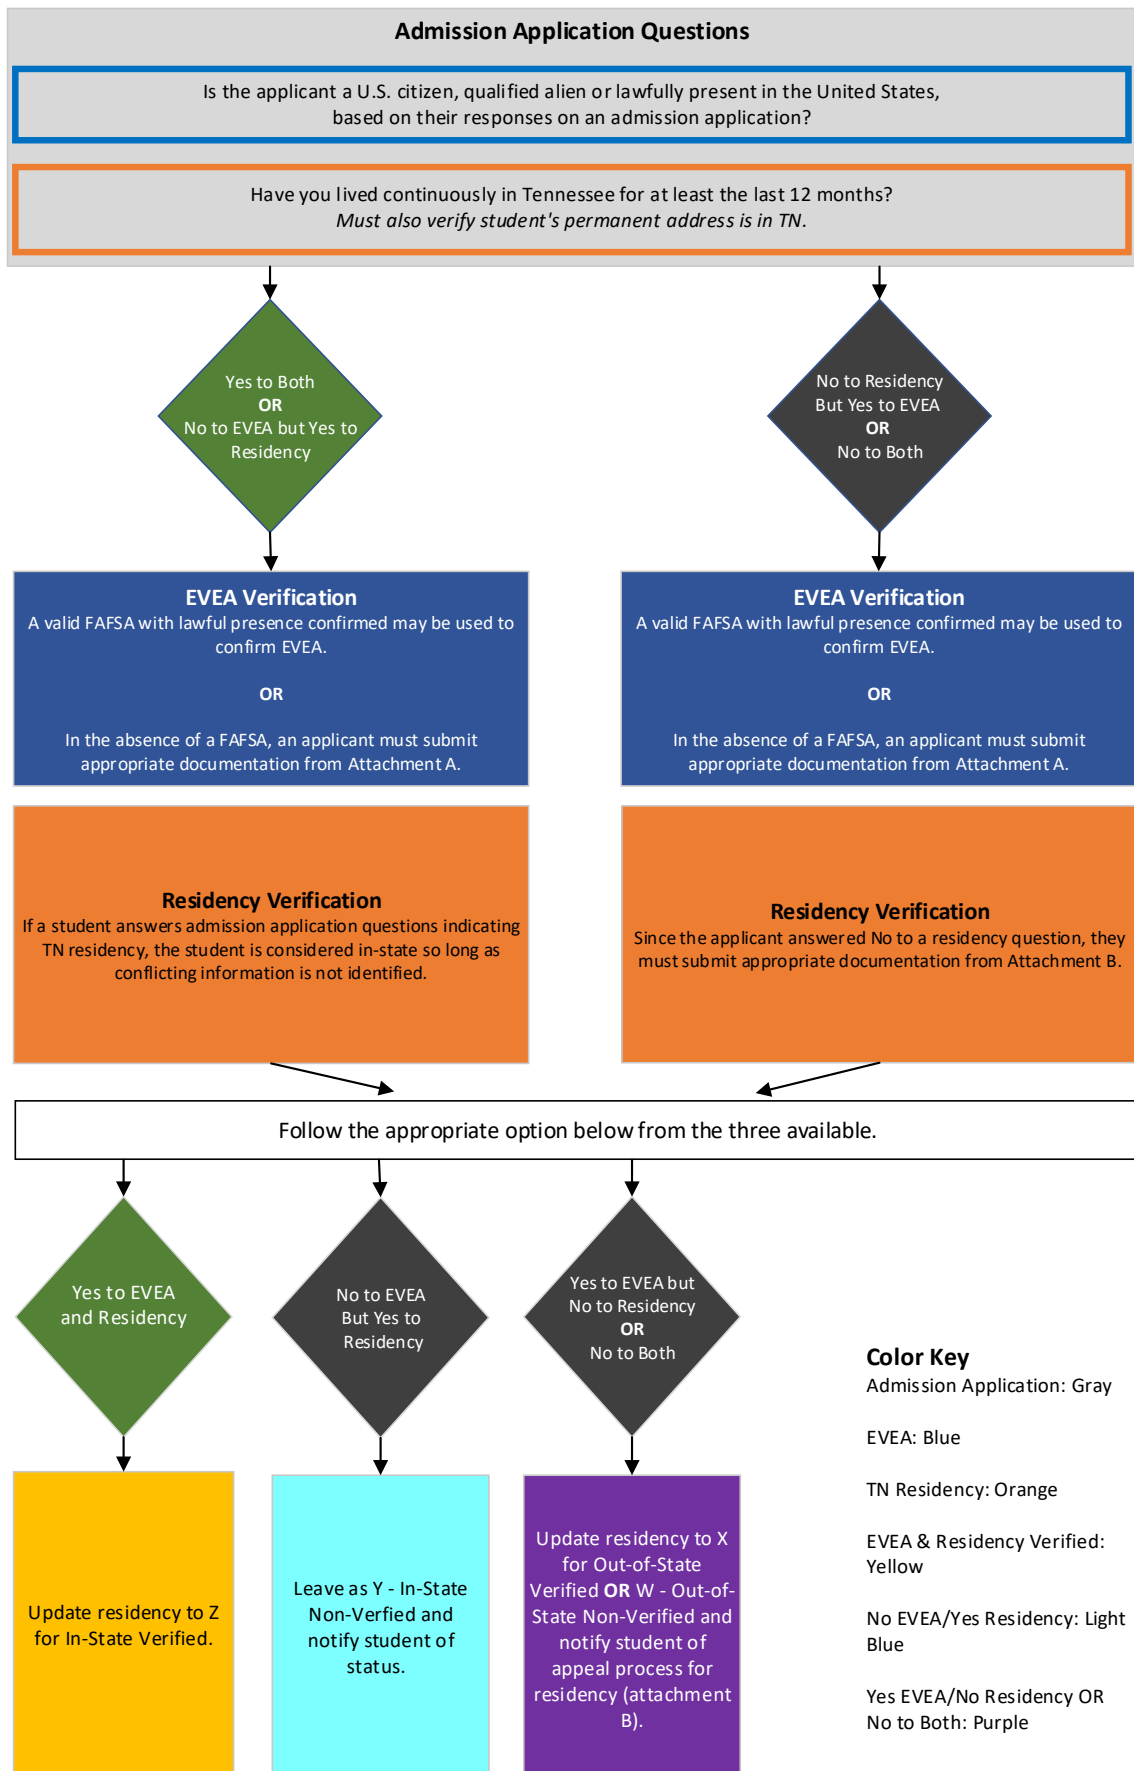 Admission Application Questions
Is the applicant a U.S. citizen, qualified alien or lawfully present in the United States,
based on their responses on an admission application?
Have you lived continuously in Tennessee for at least the last 12 months?
Must also verify student's permanent address is in TN.
Yes to Both
OR
No to EVEA but Yes to
Residency
No to Residency
But Yes to EVEA
OR
No to Both
EVEA Verification
A valid FAFSA with lawful presence confirmed may be used to
confirm EVEA.
OR
In the absence of a FAFSA, an applicant must submit
appropriate documentation from Attachment A.
EVEA Verification
A valid FAFSA with lawful presence confirmed may be used to
confirm EVEA.
OR
In the absence of a FAFSA, an applicant must submit
appropriate documentation from Attachment A.
Residency Verification
If a student answers admission application questions indicating
TN residency, the student is considered in-state so long as
conflicting information is not identified.
Residency Verification
Since the applicant answered No to a residency question, they
must submit appropriate documentation from Attachment B.
Follow the appropriate option below from the three available.
Yes to EVEA
and Residency
No to EVEA
But Yes to
Residency
Yes to EVEA but
No to Residency
OR
No to Both
Update residency to Z
for In-State Verified.
Leave as Y - In-State
Non-Verfied and
notify student of
status.
Update residency to X
for Out-of-State
Verified OR W - Out-of-
State Non-Verified and
notify student of
appeal process for
residency (attachment
B).
Color Key
Admission Application: Gray
EVEA: Blue
TN Residency: Orange
EVEA & Residency Verified:
Yellow
No EVEA/Yes Residency: Light
Blue
Yes EVEA/No Residency OR
No to Both: Purple